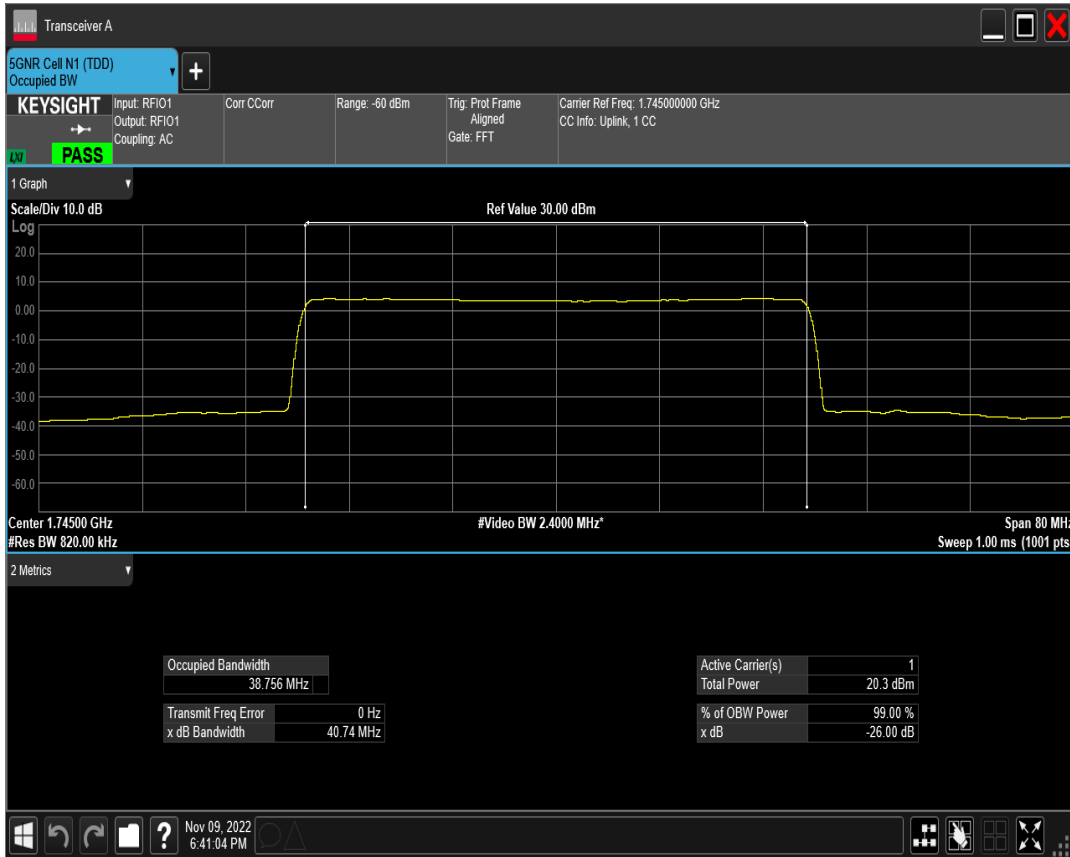 Transceiver A
5GNR Cell N1 (TDD)
Occupied BW
+
KEYSIGHT
LXI
PASS
Input: RFIO1
Output: RFIO1
Coupling: AC
Corr CCorr
Range: -60 dBm
Trig: Prot Frame
Aligned
Gate: FFT
Carrier Ref Freq: 1.745000000 GHz
CC Info: Uplink, 1 CC
1 Graph
Scale/Div 10.0 dB
Ref Value 30.00 dBm
Log
20.0
10.0
0.00
-10.0
-20.0
-30.0
-40.0
-50.0
-60.0
Center 1.74500 GHz
#Video BW 2.4000 MHz*
Span 80 MHz
#Res BW 820.00 kHz
Sweep 1.00 ms (1001 pts
2 Metrics
Occupied Bandwidth
38.756 MHz
Transmit Freq Error 0 Hz
x dB Bandwidth 40.74 MHz
Active Carrier(s) 1
Total Power 20.3 dBm
% of OBW Power 99.00 %
x dB -26.00 dB
?
Nov 09, 2022
6:41:04 PM